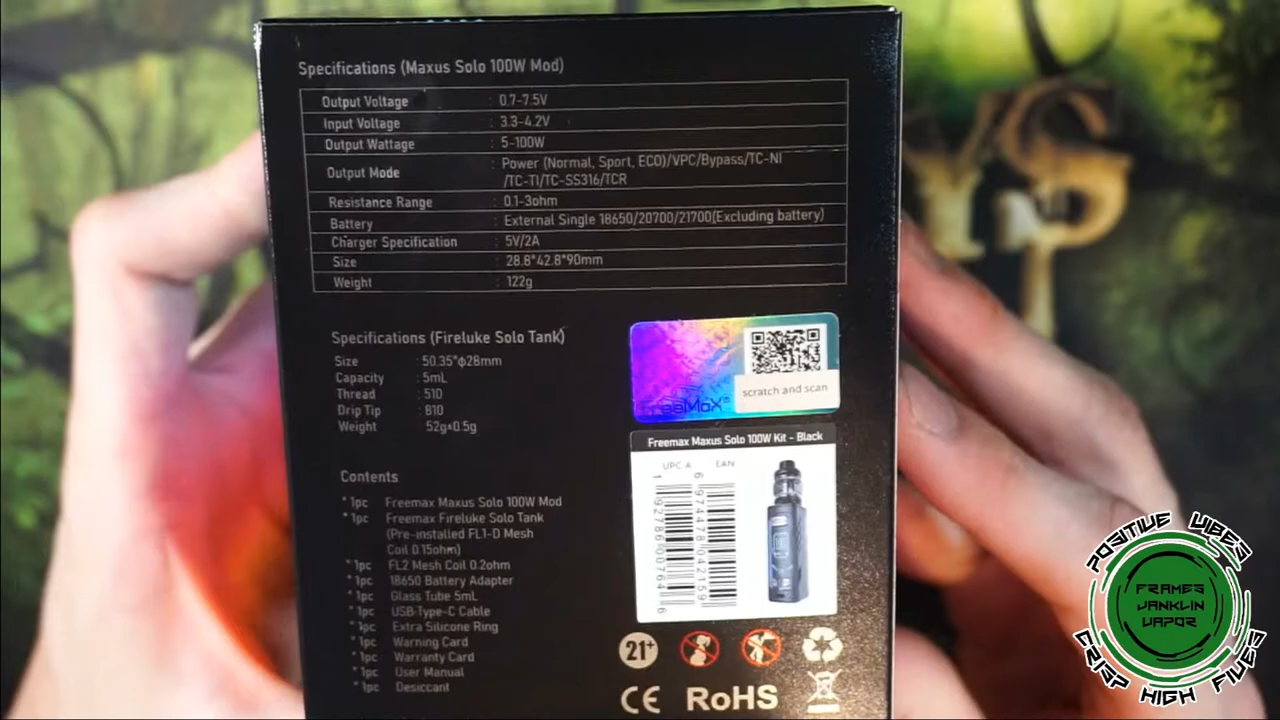 Specifications (Maxus Solo 100W Mod)
Output Voltage : 0.7-7.5V
Input Voltage : 3.3-4.2V
Output Wattage : 5-100W
Output Mode : Power (Normal, Sport, ECO)/VPC/Bypass/TC-NI
/TC-TI/TC-SS316/TCR
Resistance Range : 0.1-3ohm
Battery : External Single 18650/20700/21700(Excluding battery)
Charger Specification : 5V/2A
Size : 28.8*42.8*90mm
Weight : 122g
Specifications (Fireluke Solo Tank)
Size : 50.35*φ28mm
Capacity : 5mL
Thread : 510
Drip Tip : 810
Weight 52g±0.5g
FreeMaX
scratch and scan
Freemax Maxus Solo 100W Kit - Black
UPC A EAN
1 92786 00764 6
6 974478 042159
Contents
*1pc Freemax Maxus Solo 100W Mod
*1pc Freemax Fireluke Solo Tank
(Pre-installed FL1-D Mesh
Coil 0.15ohm)
*1pc FL2 Mesh Coil 0.2ohm
*1pc 18650 Battery Adapter
*1pc Glass Tube 5mL
*1pc USB Type-C Cable
*1pc Extra Silicone Ring
*1pc Warning Card
*1pc Warranty Card
*1pc User Manual
*1pc Desiccant
21+
CE RoHS
POSITIVE VIBES
FRAMES
JANKLIN
VAPOR
CRISP HIGH FIVES